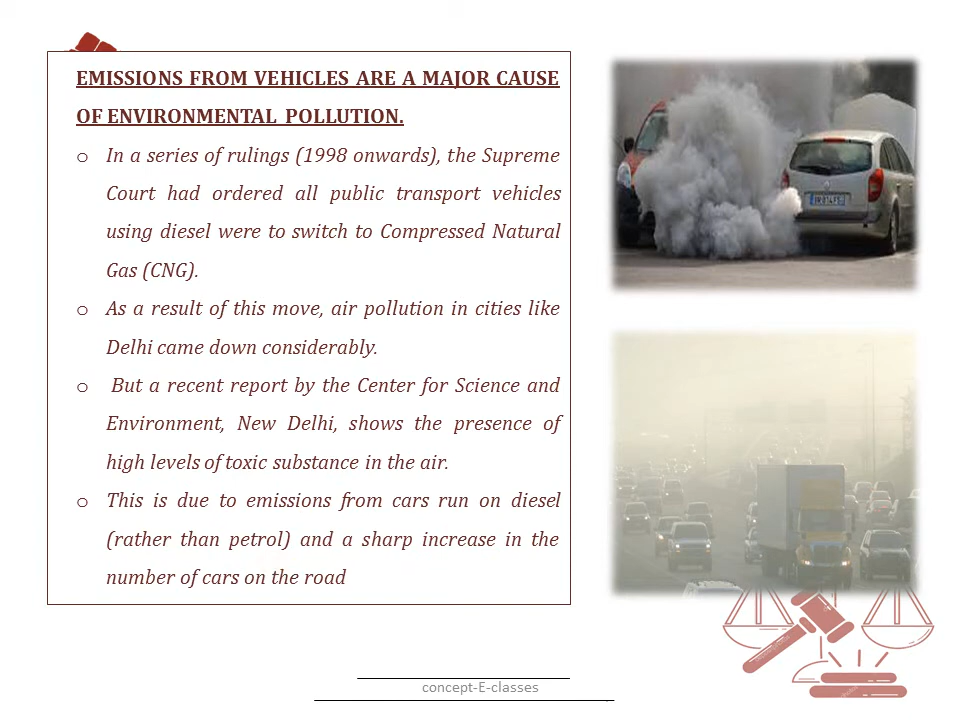 EMISSIONS FROM VEHICLES ARE A MAJOR CAUSE
OF ENVIRONMENTAL POLLUTION.
o In a series of rulings (1998 onwards), the Supreme
Court had ordered all public transport vehicles
using diesel were to switch to Compressed Natural
Gas (CNG).
o As a result of this move, air pollution in cities like
Delhi came down considerably.
o But a recent report by the Center for Science and
Environment, New Delhi, shows the presence of
high levels of toxic substance in the air.
o This is due to emissions from cars run on diesel
(rather than petrol) and a sharp increase in the
number of cars on the road
concept-E-classes